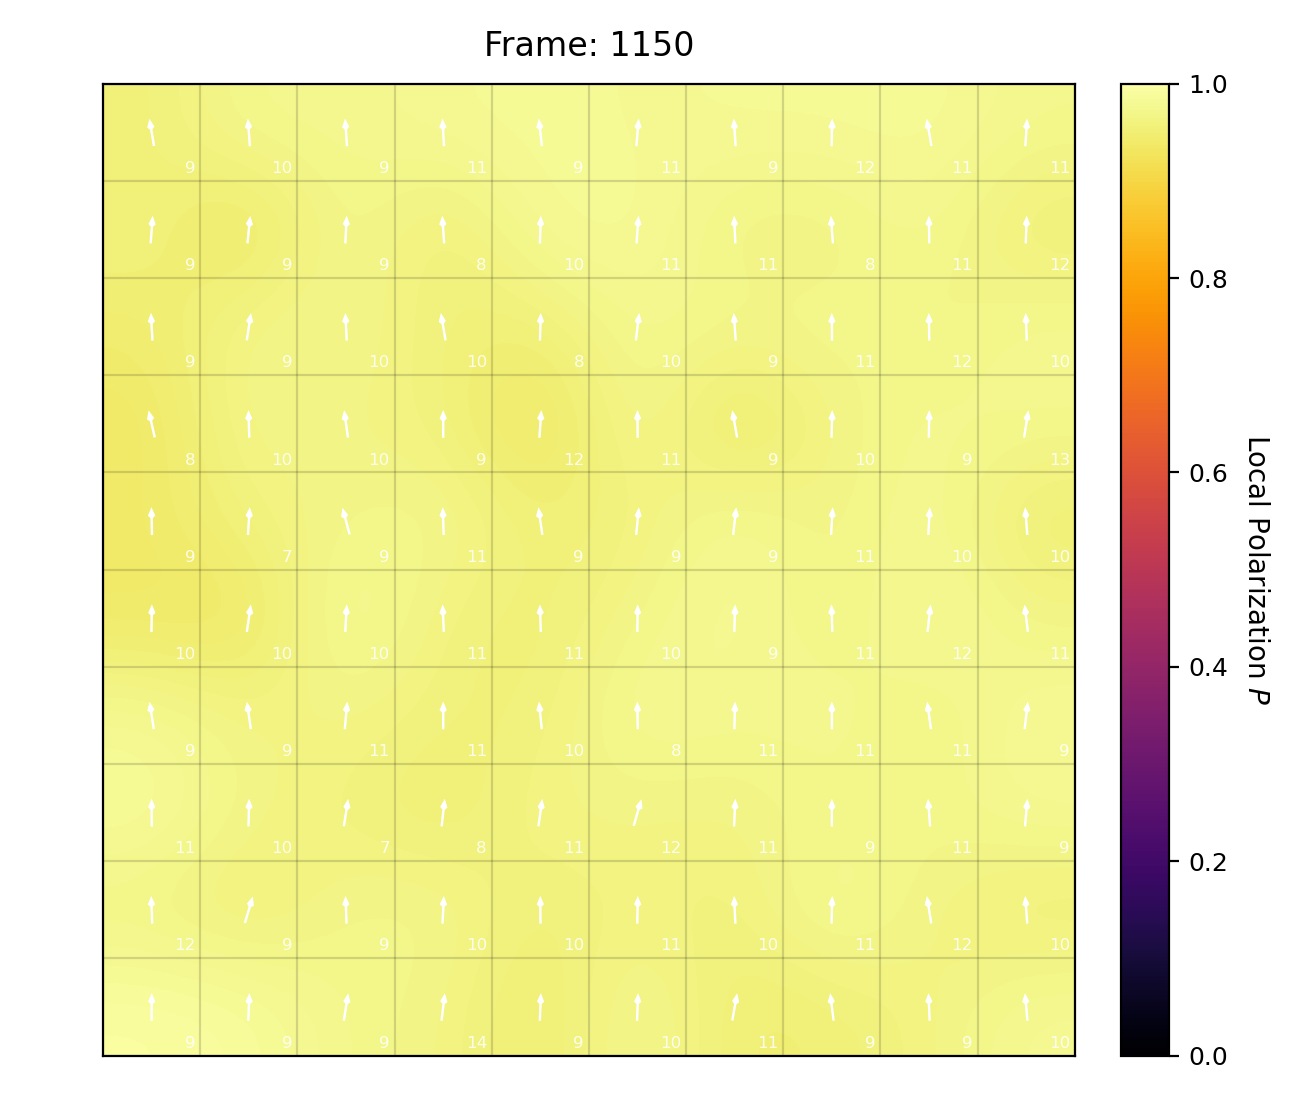 Frame: 1150
9 10 9 11 9 11 9 12 11 11
9 9 9 8 10 11 11 8 11 12
9 9 10 10 8 10 9 11 12 10
8 10 10 9 12 11 9 10 9 13
9 7 9 11 9 9 9 11 10 10
10 10 10 11 11 10 9 11 12 11
9 9 11 11 10 8 11 11 11 9
11 10 7 8 11 12 11 9 11 9
12 9 9 10 10 11 10 11 12 10
9 9 9 14 9 10 11 9 9 10
1.0
0.8
0.6
0.4
0.2
0.0
Local Polarization P